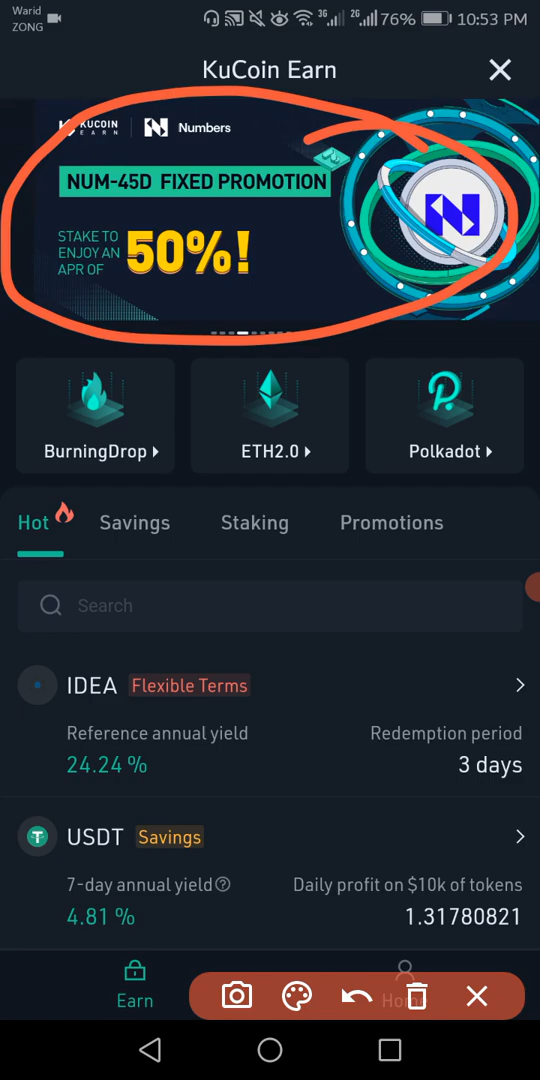 Warid
ZONG
3G
2G
76%
10:53 PM
KuCoin Earn
KUCOIN
EARN
Numbers
NUM-45D FIXED PROMOTION
STAKE TO
ENJOY AN
APR OF
50%!
BurningDrop
ETH2.0
Polkadot
Hot
Savings
Staking
Promotions
Search
IDEA
Flexible Terms
Reference annual yield
Redemption period
24.24 %
3 days
USDT
Savings
7-day annual yield
Daily profit on $10k of tokens
4.81 %
1.31780821
Earn